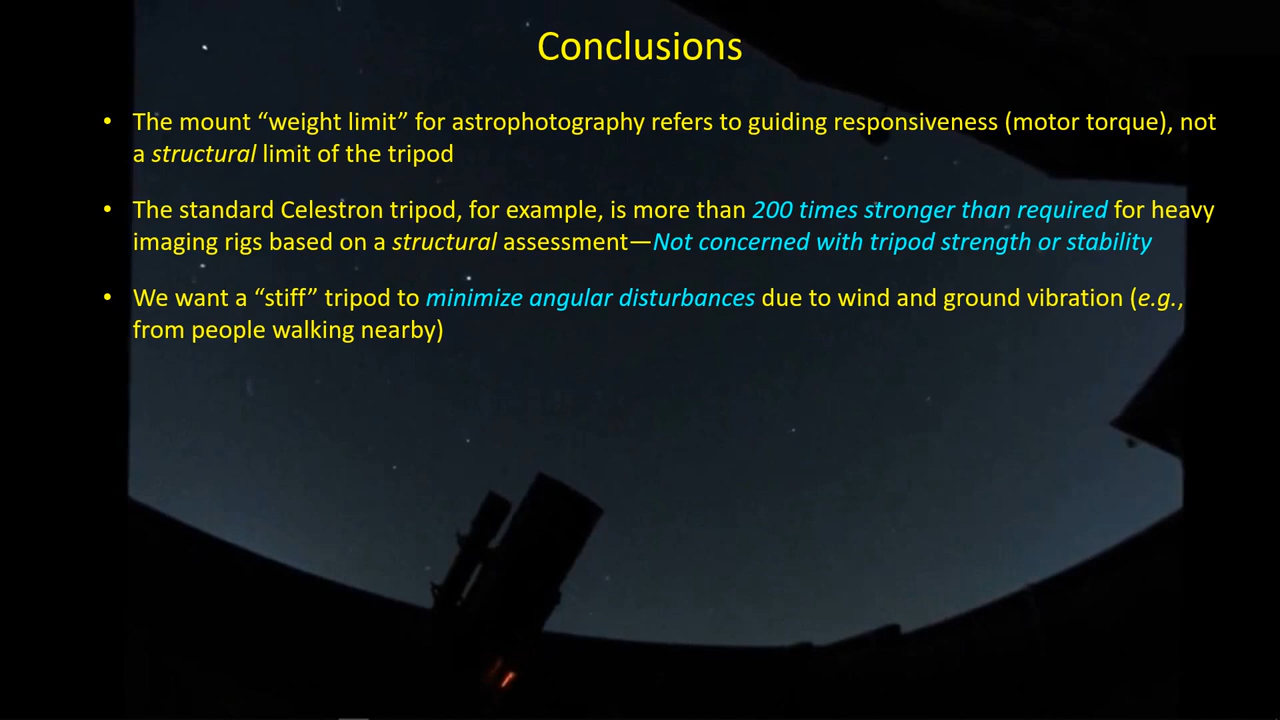 Conclusions
• The mount “weight limit” for astrophotography refers to guiding responsiveness (motor torque), not
a structural limit of the tripod
• The standard Celestron tripod, for example, is more than 200 times stronger than required for heavy
imaging rigs based on a structural assessment—Not concerned with tripod strength or stability
• We want a “stiff” tripod to minimize angular disturbances due to wind and ground vibration (e.g.,
from people walking nearby)